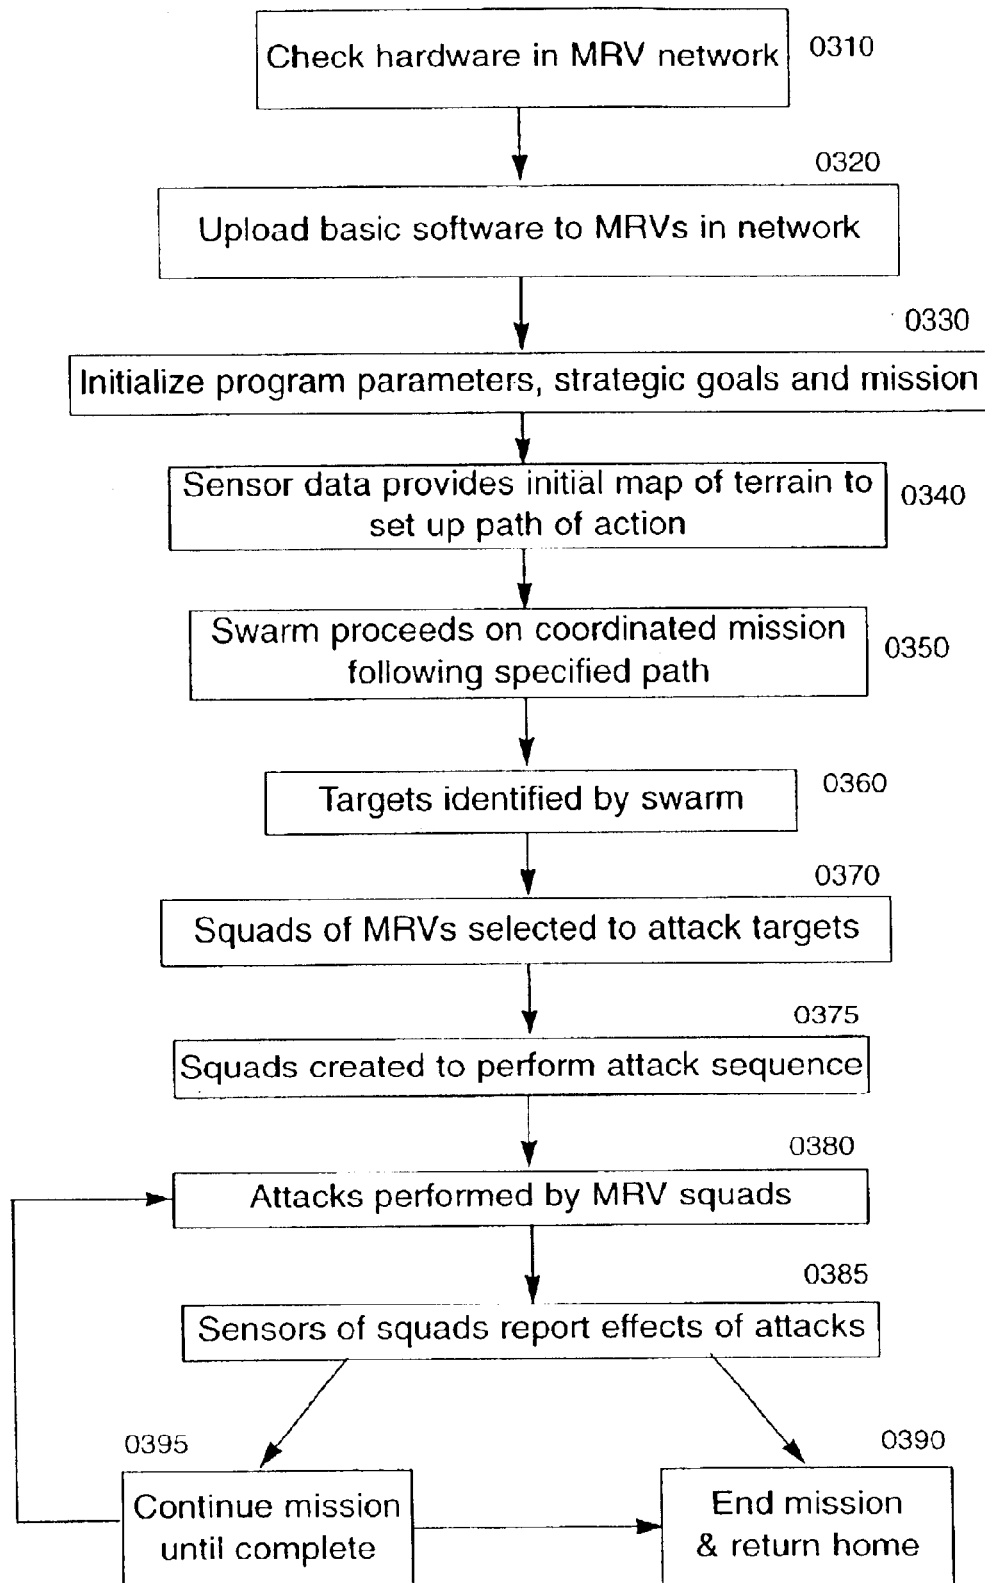 Check hardware in MRV network
0310
0320
Upload basic software to MRVs in network
0330
Initialize program parameters, strategic goals and mission
Sensor data provides initial map of terrain to
set up path of action
0340
Swarm proceeds on coordinated mission
following specified path
0350
Targets identified by swarm
0360
0370
Squads of MRVs selected to attack targets
0375
Squads created to perform attack sequence
0380
Attacks performed by MRV squads
0385
Sensors of squads report effects of attacks
0395
Continue mission
until complete
0390
End mission
& return home